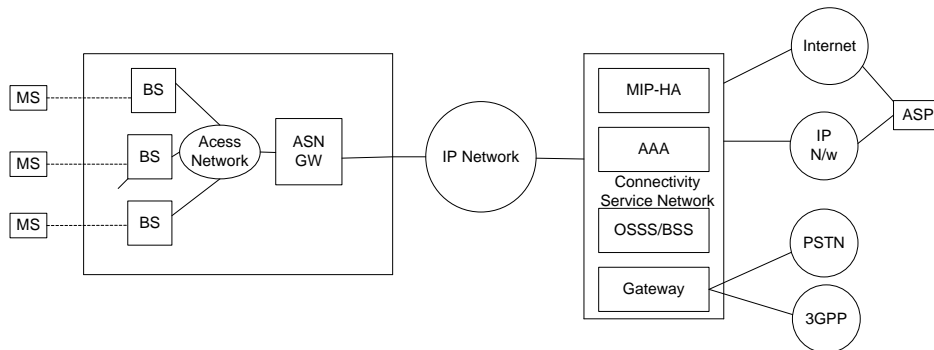 MS
MS
MS
BS
BS
BS
Acess
Network
ASN
GW
IP Network
MIP-HA
AAA
Connectivity
Service Network
OSSS/BSS
Gateway
Internet
IP
N/w
ASP
PSTN
3GPP